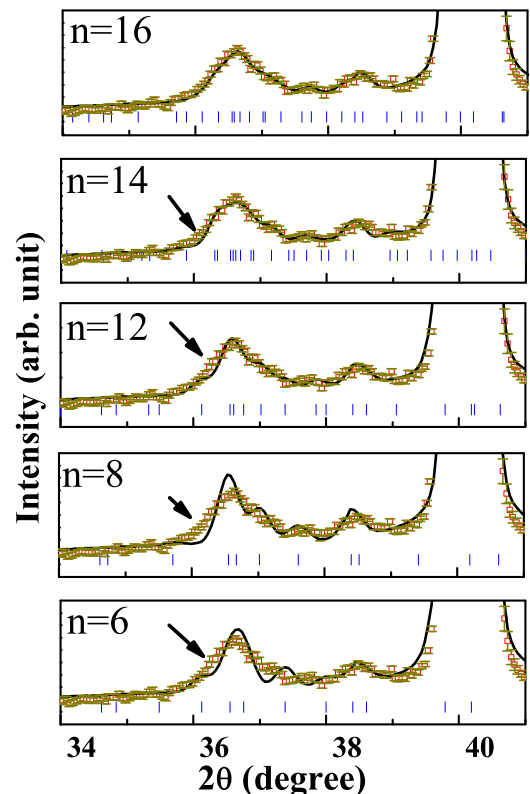 n=16
n=14
n=12
n=8
n=6
Intensity (arb. unit)
34 36 38 40
2θ (degree)